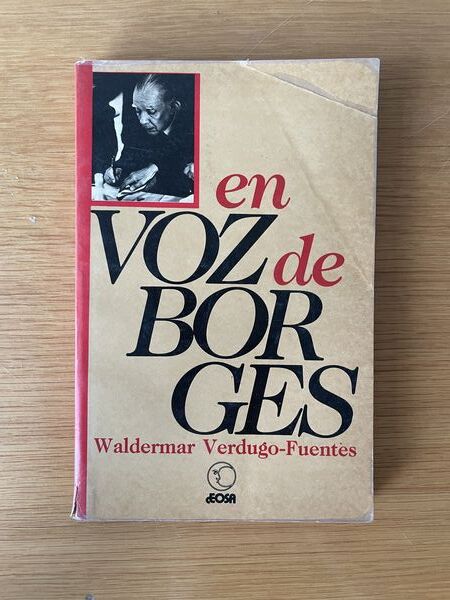 en
VOZ de
BOR
GES
Waldermar Verdugo-Fuentes
EOSA